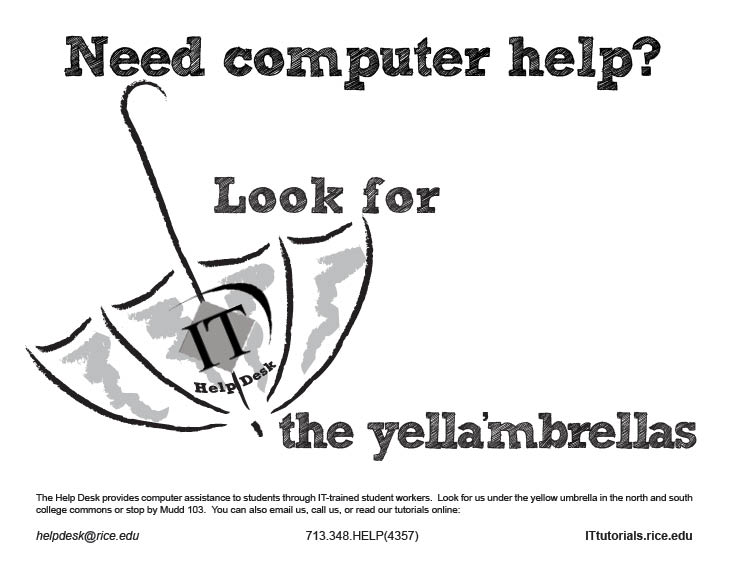 Need computer help?
Look for
IT
Help Desk
the yella'mbrellas
The Help Desk provides computer assistance to students through IT-trained student workers.  Look for us under the yellow umbrella in the north and south
college commons or stop by Mudd 103.  You can also email us, call us, or read our tutorials online:
helpdesk@rice.edu 713.348.HELP(4357) ITtutorials.rice.edu